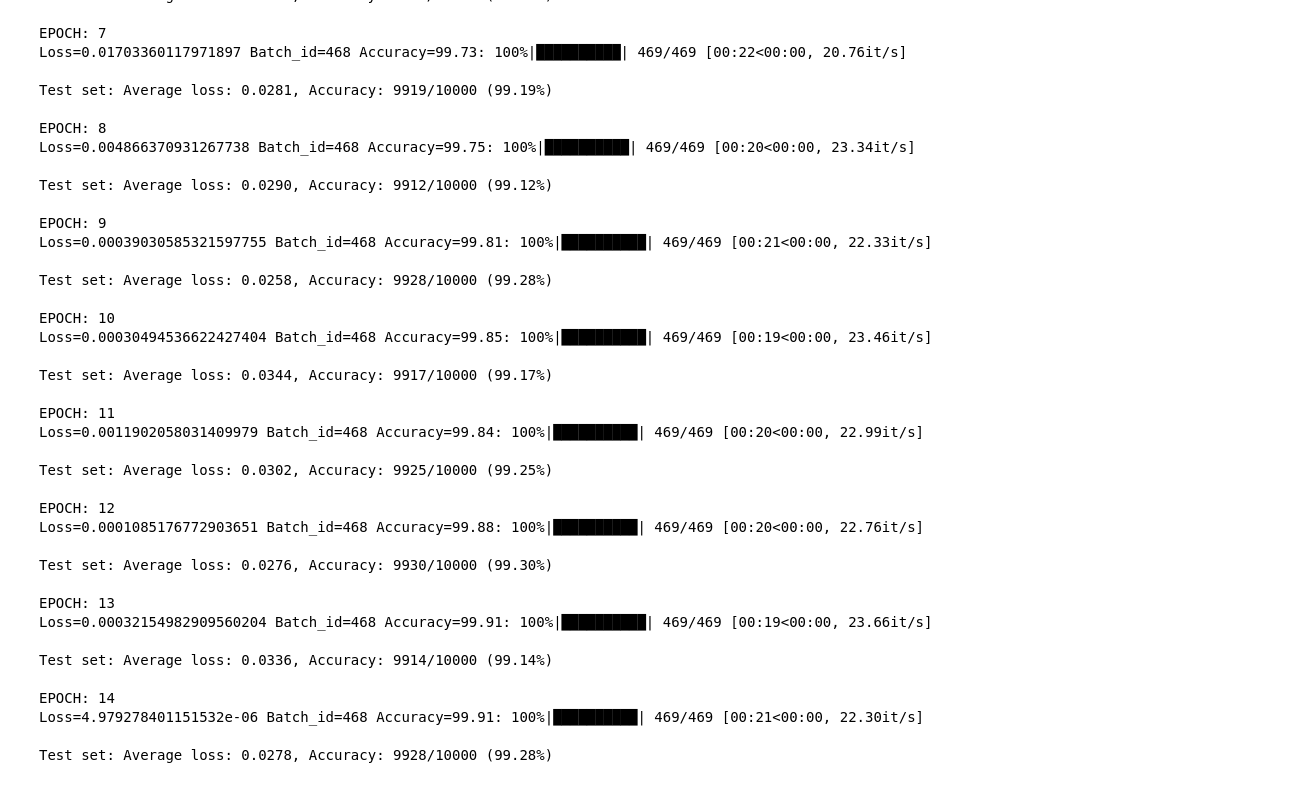 EPOCH: 7
Loss=0.01703360117971897 Batch_id=468 Accuracy=99.73: 100%|██████████| 469/469 [00:22<00:00, 20.76it/s]
Test set: Average loss: 0.0281, Accuracy: 9919/10000 (99.19%)
EPOCH: 8
Loss=0.004866370931267738 Batch_id=468 Accuracy=99.75: 100%|██████████| 469/469 [00:20<00:00, 23.34it/s]
Test set: Average loss: 0.0290, Accuracy: 9912/10000 (99.12%)
EPOCH: 9
Loss=0.00039030585321597755 Batch_id=468 Accuracy=99.81: 100%|██████████| 469/469 [00:21<00:00, 22.33it/s]
Test set: Average loss: 0.0258, Accuracy: 9928/10000 (99.28%)
EPOCH: 10
Loss=0.00030494536622427404 Batch_id=468 Accuracy=99.85: 100%|██████████| 469/469 [00:19<00:00, 23.46it/s]
Test set: Average loss: 0.0344, Accuracy: 9917/10000 (99.17%)
EPOCH: 11
Loss=0.0011902058031409979 Batch_id=468 Accuracy=99.84: 100%|██████████| 469/469 [00:20<00:00, 22.99it/s]
Test set: Average loss: 0.0302, Accuracy: 9925/10000 (99.25%)
EPOCH: 12
Loss=0.0001085176772903651 Batch_id=468 Accuracy=99.88: 100%|██████████| 469/469 [00:20<00:00, 22.76it/s]
Test set: Average loss: 0.0276, Accuracy: 9930/10000 (99.30%)
EPOCH: 13
Loss=0.00032154982909560204 Batch_id=468 Accuracy=99.91: 100%|██████████| 469/469 [00:19<00:00, 23.66it/s]
Test set: Average loss: 0.0336, Accuracy: 9914/10000 (99.14%)
EPOCH: 14
Loss=4.979278401151532e-06 Batch_id=468 Accuracy=99.91: 100%|██████████| 469/469 [00:21<00:00, 22.30it/s]
Test set: Average loss: 0.0278, Accuracy: 9928/10000 (99.28%)